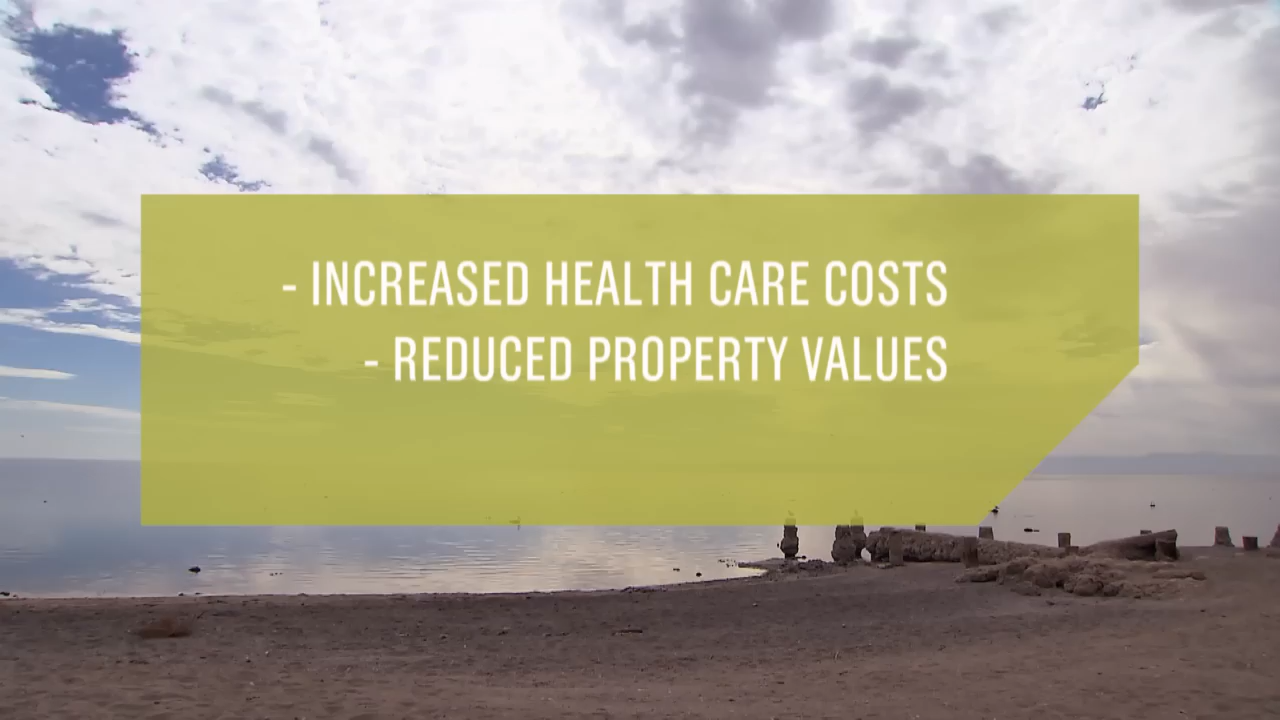 - INCREASED HEALTH CARE COSTS
- REDUCED PROPERTY VALUES